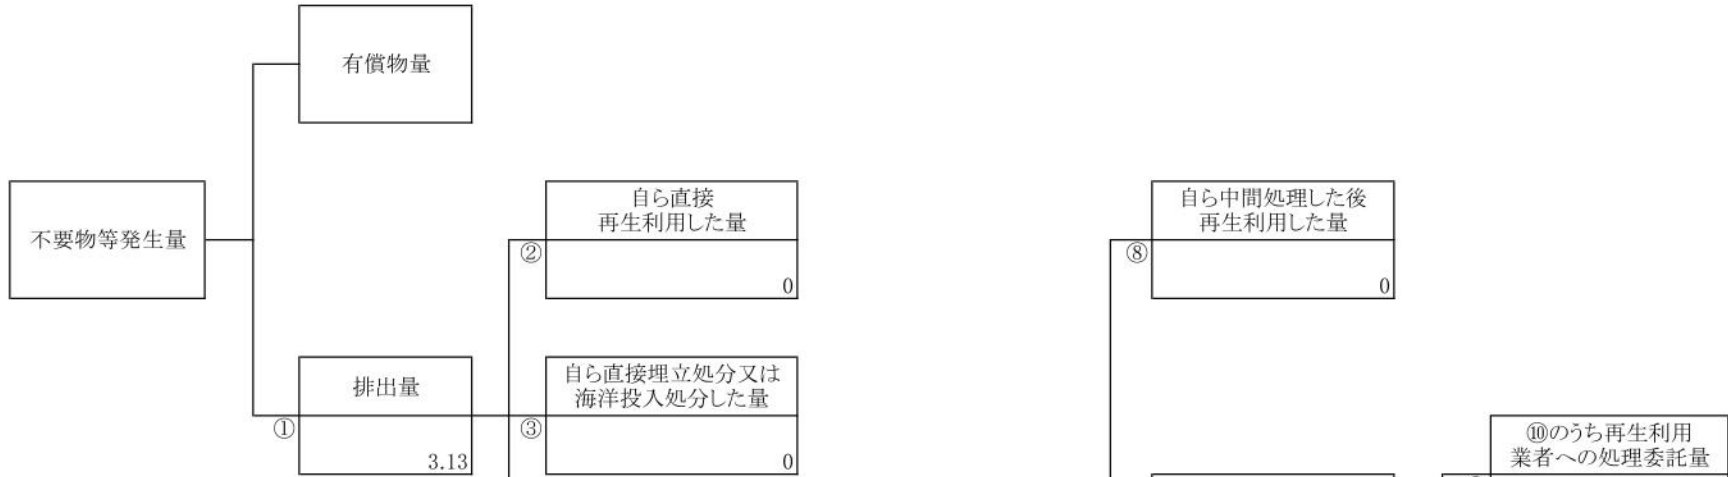 有償物量
不要物等発生量
自ら直接
再生利用した量
②
0
自ら中間処理した後
再生利用した量
⑧
0
排出量
①
3.13
自ら直接埋立処分又は
海洋投入処分した量
③
0
⑩のうち再生利用
業者への処理委託量